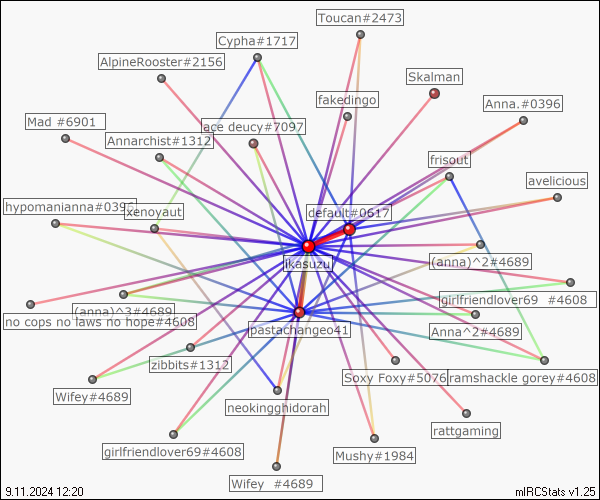 Toucan#2473
Cypha#1717
AlpineRooster#2156
Skalman
fakedingo
Anna.#0396
Mad #6901
ace deucy#7097
Annarchist#1312
frisout
avelicious
hypomanianna#0396
xenoyaut
default#0617
ikasuzu
(anna)^2#4689
girlfriendlover69 #4608
(anna)^3#4689
no cops no laws no hope#4608
Anna^2#4689
pastachangeo41
zibbits#1312
Soxy Foxy#5076
ramshackle gorey#4608
Wifey#4689
neokingghidorah
rattgaming
girlfriendlover69#4608
Mushy#1984
Wifey #4689
9.11.2024 12:20
mIRCStats v1.25